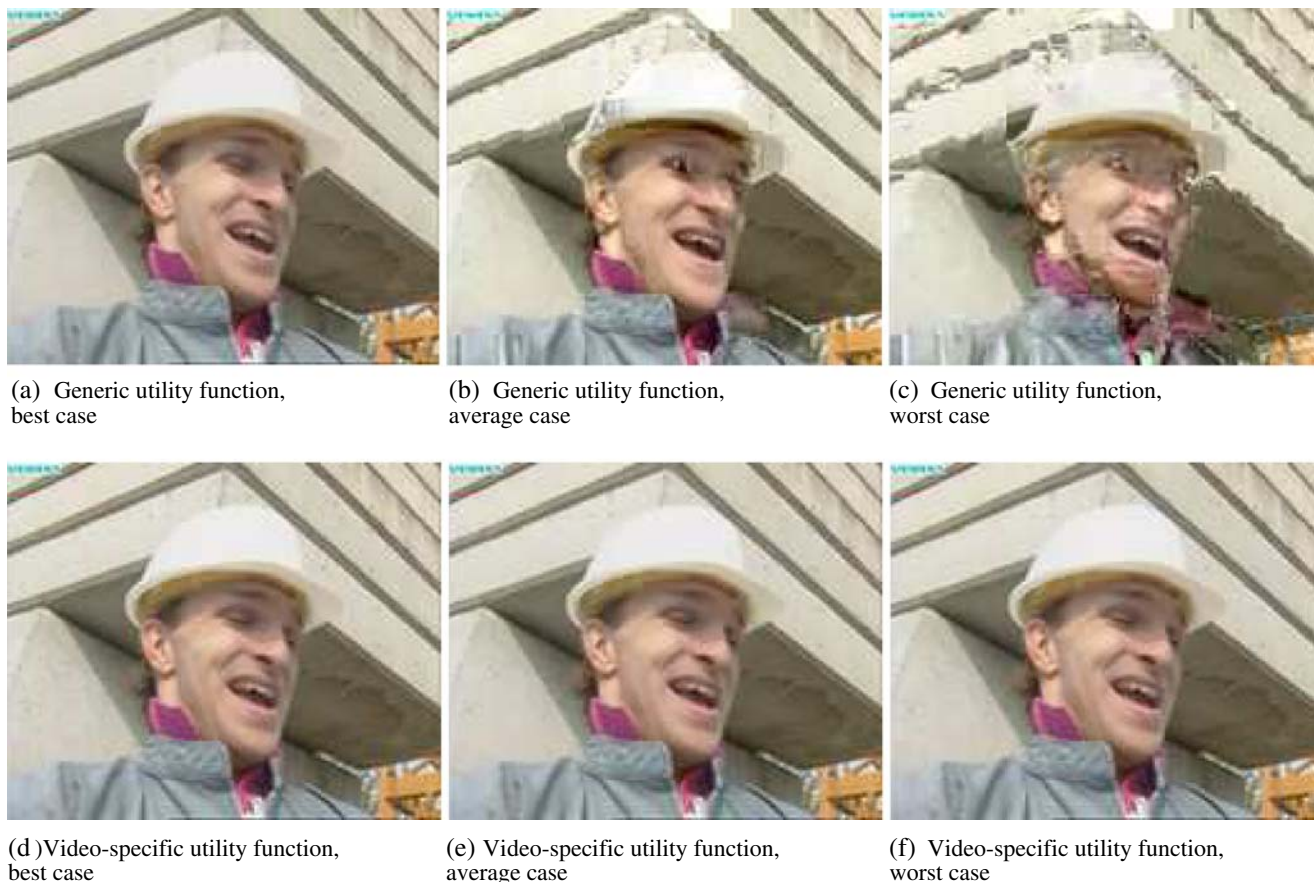 (a) Generic utility function,
best case
(b) Generic utility function,
average case
(c) Generic utility function,
worst case
(d )Video-specific utility function,
best case
(e) Video-specific utility function,
average case
(f) Video-specific utility function,
worst case